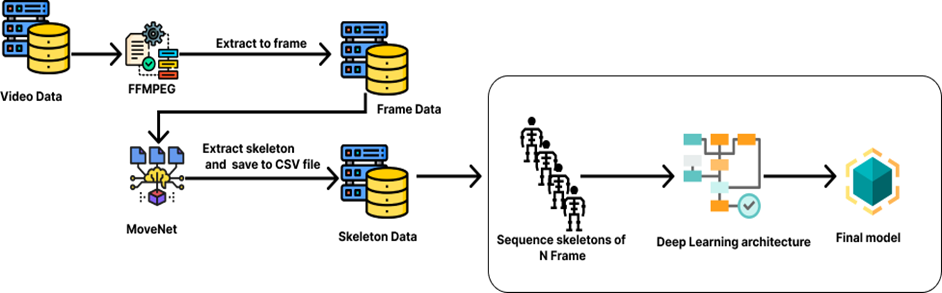 Extract to frame
Video Data
FFMPEG
Frame Data
Extract skeleton
and save to CSV file
MoveNet
Skeleton Data
Sequence skeletons of
N Frame
Deep Learning architecture
Final model